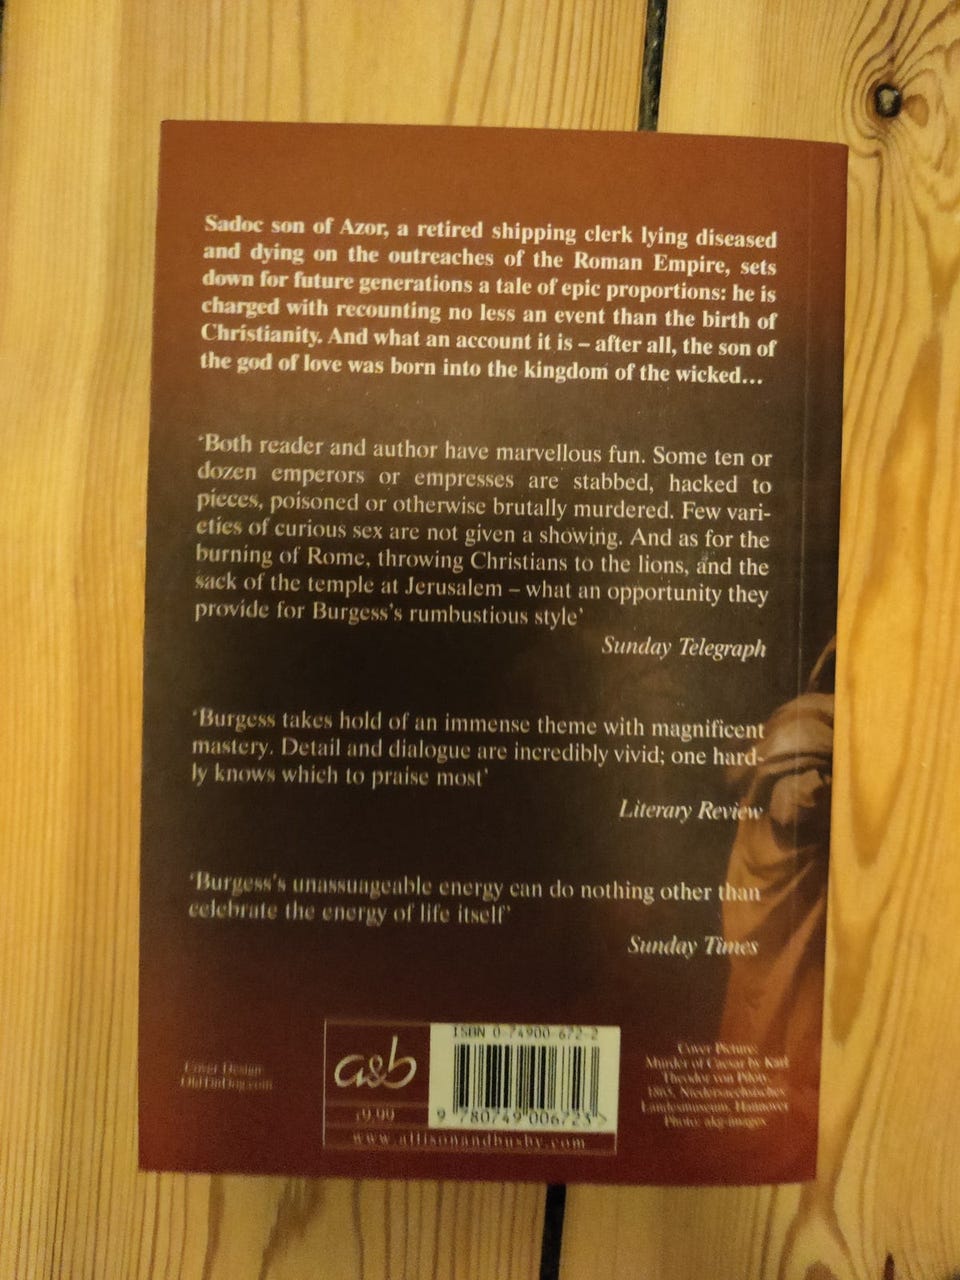 Sadoc son of Azor, a retired shipping clerk lying diseased
and dying on the outreaches of the Roman Empire, sets
down for future generations a tale of epic proportions: he is
charged with recounting no less an event than the birth of
Christianity. And what an account it is – after all, the son of
the god of love was born into the kingdom of the wicked...
‘Both reader and author have marvellous fun. Some ten or
dozen emperors or empresses are stabbed, hacked to
pieces, poisoned or otherwise brutally murdered. Few vari-
eties of curious sex are not given a showing. And as for the
burning of Rome, throwing Christians to the lions, and the
sack of the temple at Jerusalem – what an opportunity they
provide for Burgess’s rumbustious style’
Sunday Telegraph
‘Burgess takes hold of an immense theme with magnificent
mastery. Detail and dialogue are incredibly vivid; one hard-
ly knows which to praise most’
Literary Review
‘Burgess’s unassuageable energy can do nothing other than
celebrate the energy of life itself’
Sunday Times
Cover Design
a&b
£9.99
ISBN 0-74900-672-2
9 780749 006723 >
www.allisonandbusby.com
Cover Picture:
Murder of Caesar by Karl
Theodor von Piloty,
1865, Niedersaechsisches
Landesmuseum, Hannover
Photo: akg-images